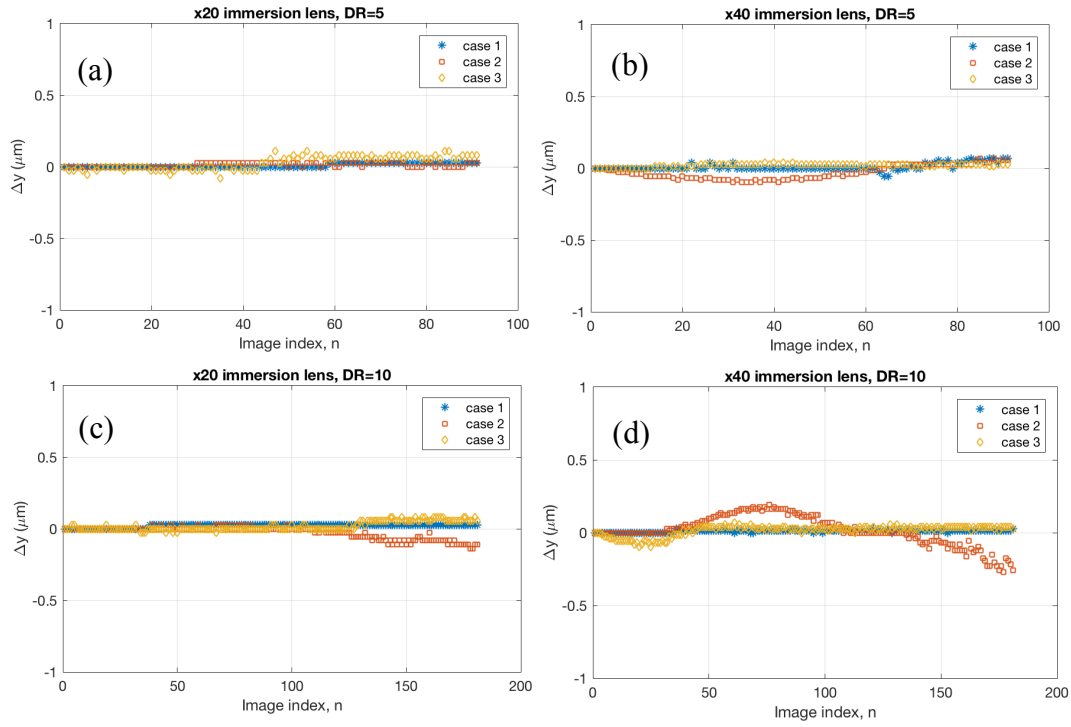 x20 immersion lens, DR=5
(a)
case 1
case 2
case 3
1
0.5
0
-0.5
-1
Δy (μm)
0 20 40 60 80 100
Image index, n
x40 immersion lens, DR=5
(b)
case 1
case 2
case 3
1
0.5
0
-0.5
-1
Δy (μm)
0 20 40 60 80 100
Image index, n
x20 immersion lens, DR=10
(c)
case 1
case 2
case 3
1
0.5
0
-0.5
-1
Δy (μm)
0 50 100 150 200
Image index, n
x40 immersion lens, DR=10
(d)
case 1
case 2
case 3
1
0.5
0
-0.5
-1
Δy (μm)
0 50 100 150 200
Image index, n